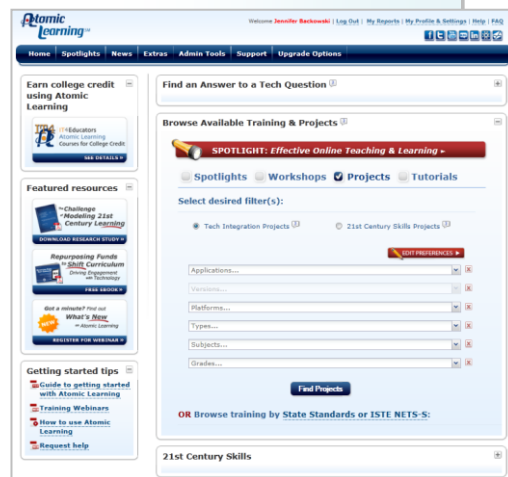 Atomic Learning
Welcome Jennifer Backowski | Log Out | My Reports | My Profile & Settings | Help | FAQ
Home Spotlights News Extras Admin Tools Support Upgrade Options
Earn college credit using Atomic Learning
IT4Educators
Atomic Learning
Courses for College Credit
SEE DETAILS »
Featured resources
The Challenge
of Modeling 21st
Century Learning
DOWNLOAD RESEARCH STUDY »
Repurposing Funds
to Shift Curriculum
Driving Engagement
with Technology
FREE EBOOK »
Got a minute? Find out
What's New
Atomic Learning
REGISTER FOR WEBINAR »
Getting started tips
Guide to getting started
with Atomic Learning
Training Webinars
How to use Atomic
Learning
Request help
Find an Answer to a Tech Question
Browse Available Training & Projects
SPOTLIGHT: Effective Online Teaching & Learning
Spotlights Workshops Projects Tutorials
Select desired filter(s):
Tech Integration Projects 21st Century Skills Projects
EDIT PREFERENCES
Applications...
Versions...
Platforms...
Types...
Subjects...
Grades...
Find Projects
OR Browse training by State Standards or ISTE NETS-S:
21st Century Skills